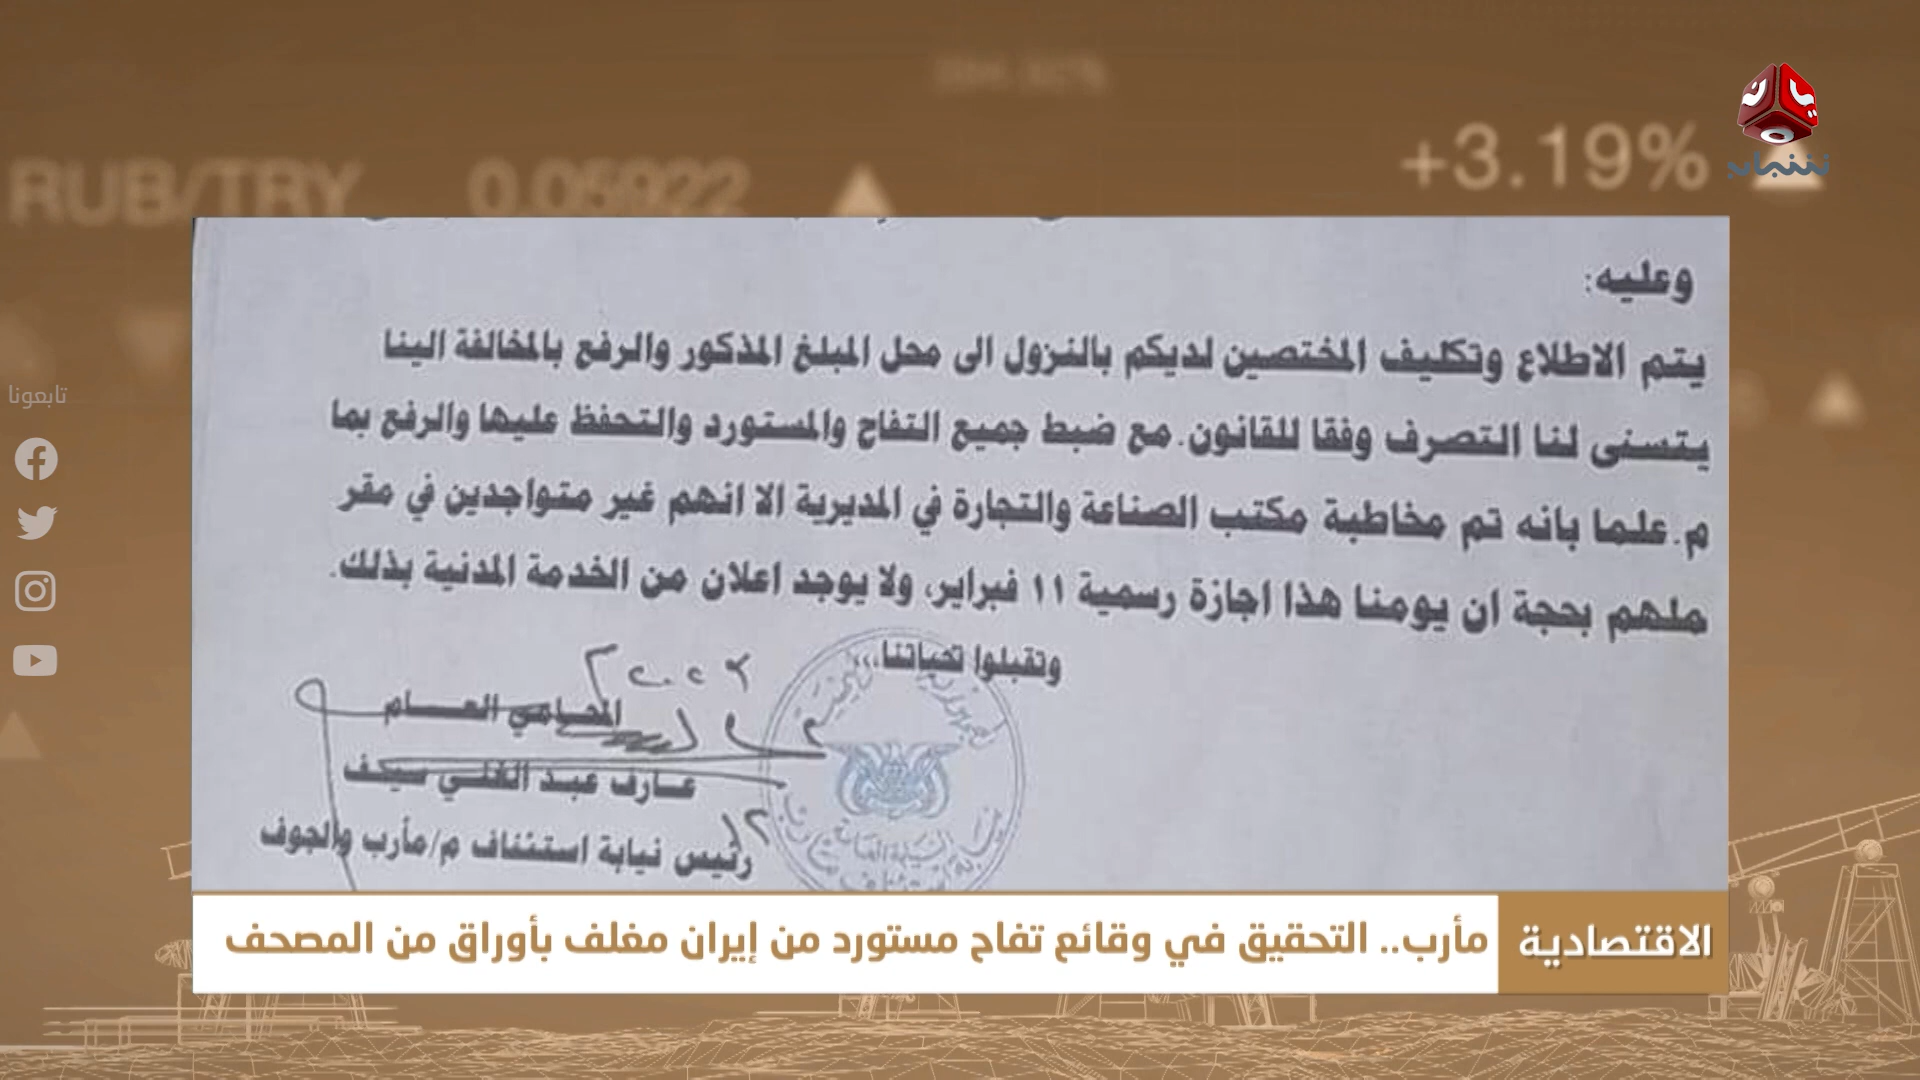 RUB/TRY 0.05922
+3.19%
يمن
شباب
تابعونا
وعليه:
يتم الاطلاع وتكليف المختصين لديكم بالنزول الى محل المبلغ المذكور والرفع بالمخالفة الينا
يتسنى لنا التصرف وفقا للقانون. مع ضبط جميع التفاح والمستورد والتحفظ عليها والرفع بما
م. علما بانه تم مخاطبة مكتب الصناعة والتجارة في المديرية الا انهم غير متواجدين في مقر
ملهم بحجة ان يومنا هذا اجازة رسمية ١١ فبراير، ولا يوجد اعلان من الخدمة المدنية بذلك.
وتقبلوا تحياتنا،،،
المحامي العام
عارف عبد الغني سيف
رئيس نيابة استئناف م/مأرب والجوف
الاقتصادية
مأرب.. التحقيق في وقائع تفاح مستورد من إيران مغلف بأوراق من المصحف